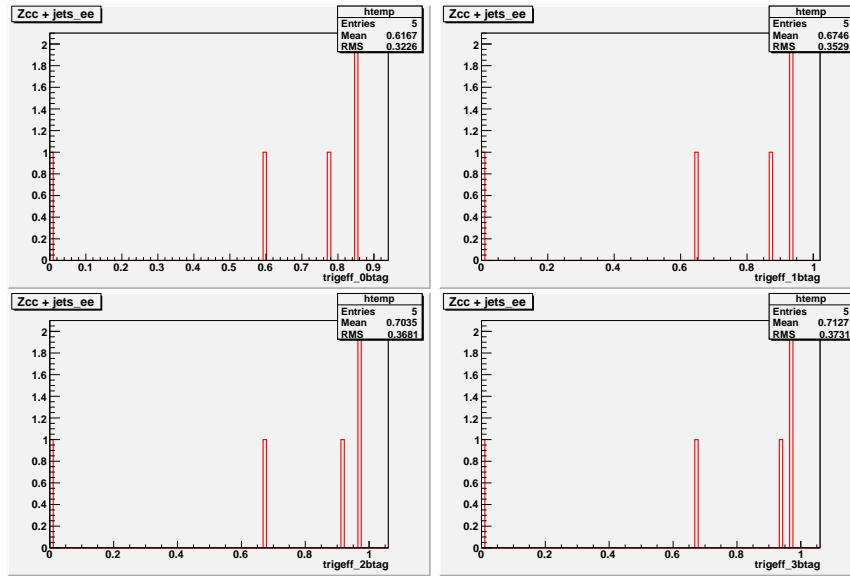 Zcc + jets_ee
htemp
Entries 5
Mean 0.6167
RMS 0.3226
2
1.8
1.6
1.4
1.2
1
0.8
0.6
0.4
0.2
0
0 0.1 0.2 0.3 0.4 0.5 0.6 0.7 0.8 0.9
trigeff_0btag
Zcc + jets_ee
htemp
Entries 5
Mean 0.6746
RMS 0.3529
2
1.8
1.6
1.4
1.2
1
0.8
0.6
0.4
0.2
0
0 0.2 0.4 0.6 0.8 1
trigeff_1btag
Zcc + jets_ee
htemp
Entries 5
Mean 0.7035
RMS 0.3681
2
1.8
1.6
1.4
1.2
1
0.8
0.6
0.4
0.2
0
0 0.2 0.4 0.6 0.8 1
trigeff_2btag
Zcc + jets_ee
htemp
Entries 5
Mean 0.7127
RMS 0.3731
2
1.8
1.6
1.4
1.2
1
0.8
0.6
0.4
0.2
0
0 0.2 0.4 0.6 0.8 1
trigeff_3btag